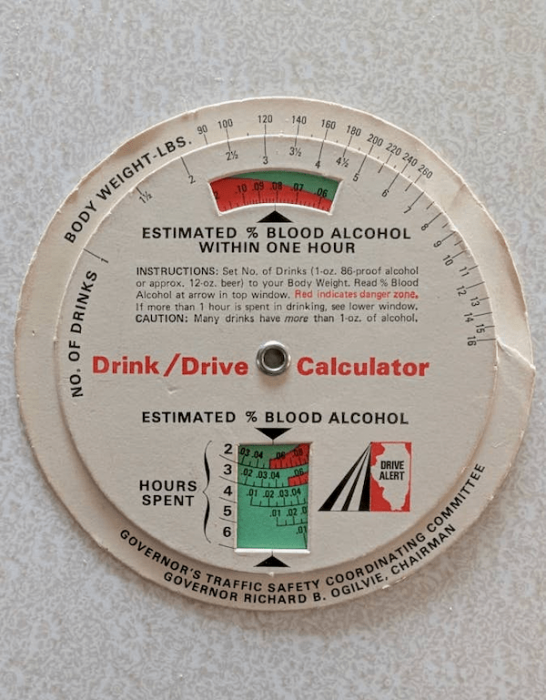 BODY WEIGHT-LBS.
90 100 120 140 160 180 200 220 240 260
NO. OF DRINKS
1 1½ 2 2½ 3 3½ 4 4½ 5 6 7 8 9 10 11 12 13 14 15 16
.10 .09 .08 .07 .06
ESTIMATED % BLOOD ALCOHOL
WITHIN ONE HOUR
INSTRUCTIONS: Set No. of Drinks (1-oz. 86-proof alcohol
or approx. 12-oz. beer) to your Body Weight. Read % Blood
Alcohol at arrow in top window. Red indicates danger zone.
If more than 1 hour is spent in drinking, see lower window.
CAUTION: Many drinks have more than 1-oz. of alcohol.
Drink/Drive Calculator
ESTIMATED % BLOOD ALCOHOL
HOURS
SPENT
2 .03 .04
3 .02 .03.04 .06
4 .01 .02 .03.04
5 .01 .02
6 .01
DRIVE
ALERT
GOVERNOR'S TRAFFIC SAFETY COORDINATING COMMITTEE
GOVERNOR RICHARD B. OGILVIE, CHAIRMAN